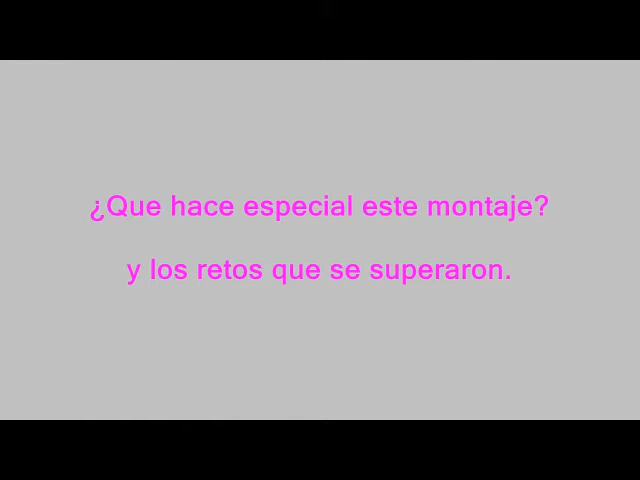 ¿Que hace especial este montaje?
y los retos que se superaron.